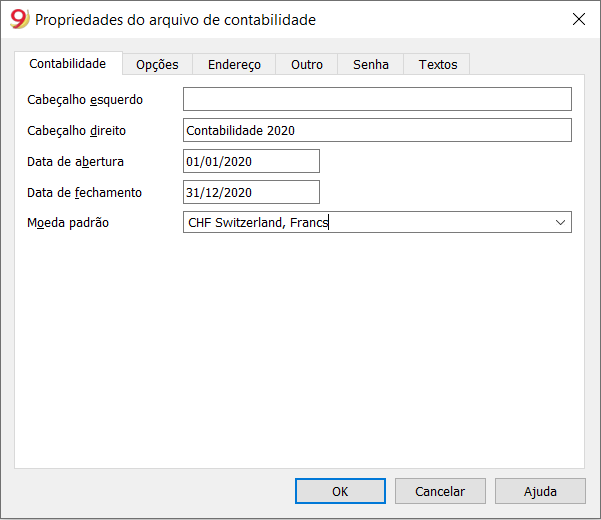 9 Propriedades do arquivo de contabilidade
Contabilidade Opções Endereço Outro Senha Textos
Cabeçalho esquerdo
Cabeçalho direito Contabilidade 2020
Data de abertura 01/01/2020
Data de fechamento 31/12/2020
Moeda padrão CHF Switzerland, Francs
OK Cancelar Ajuda